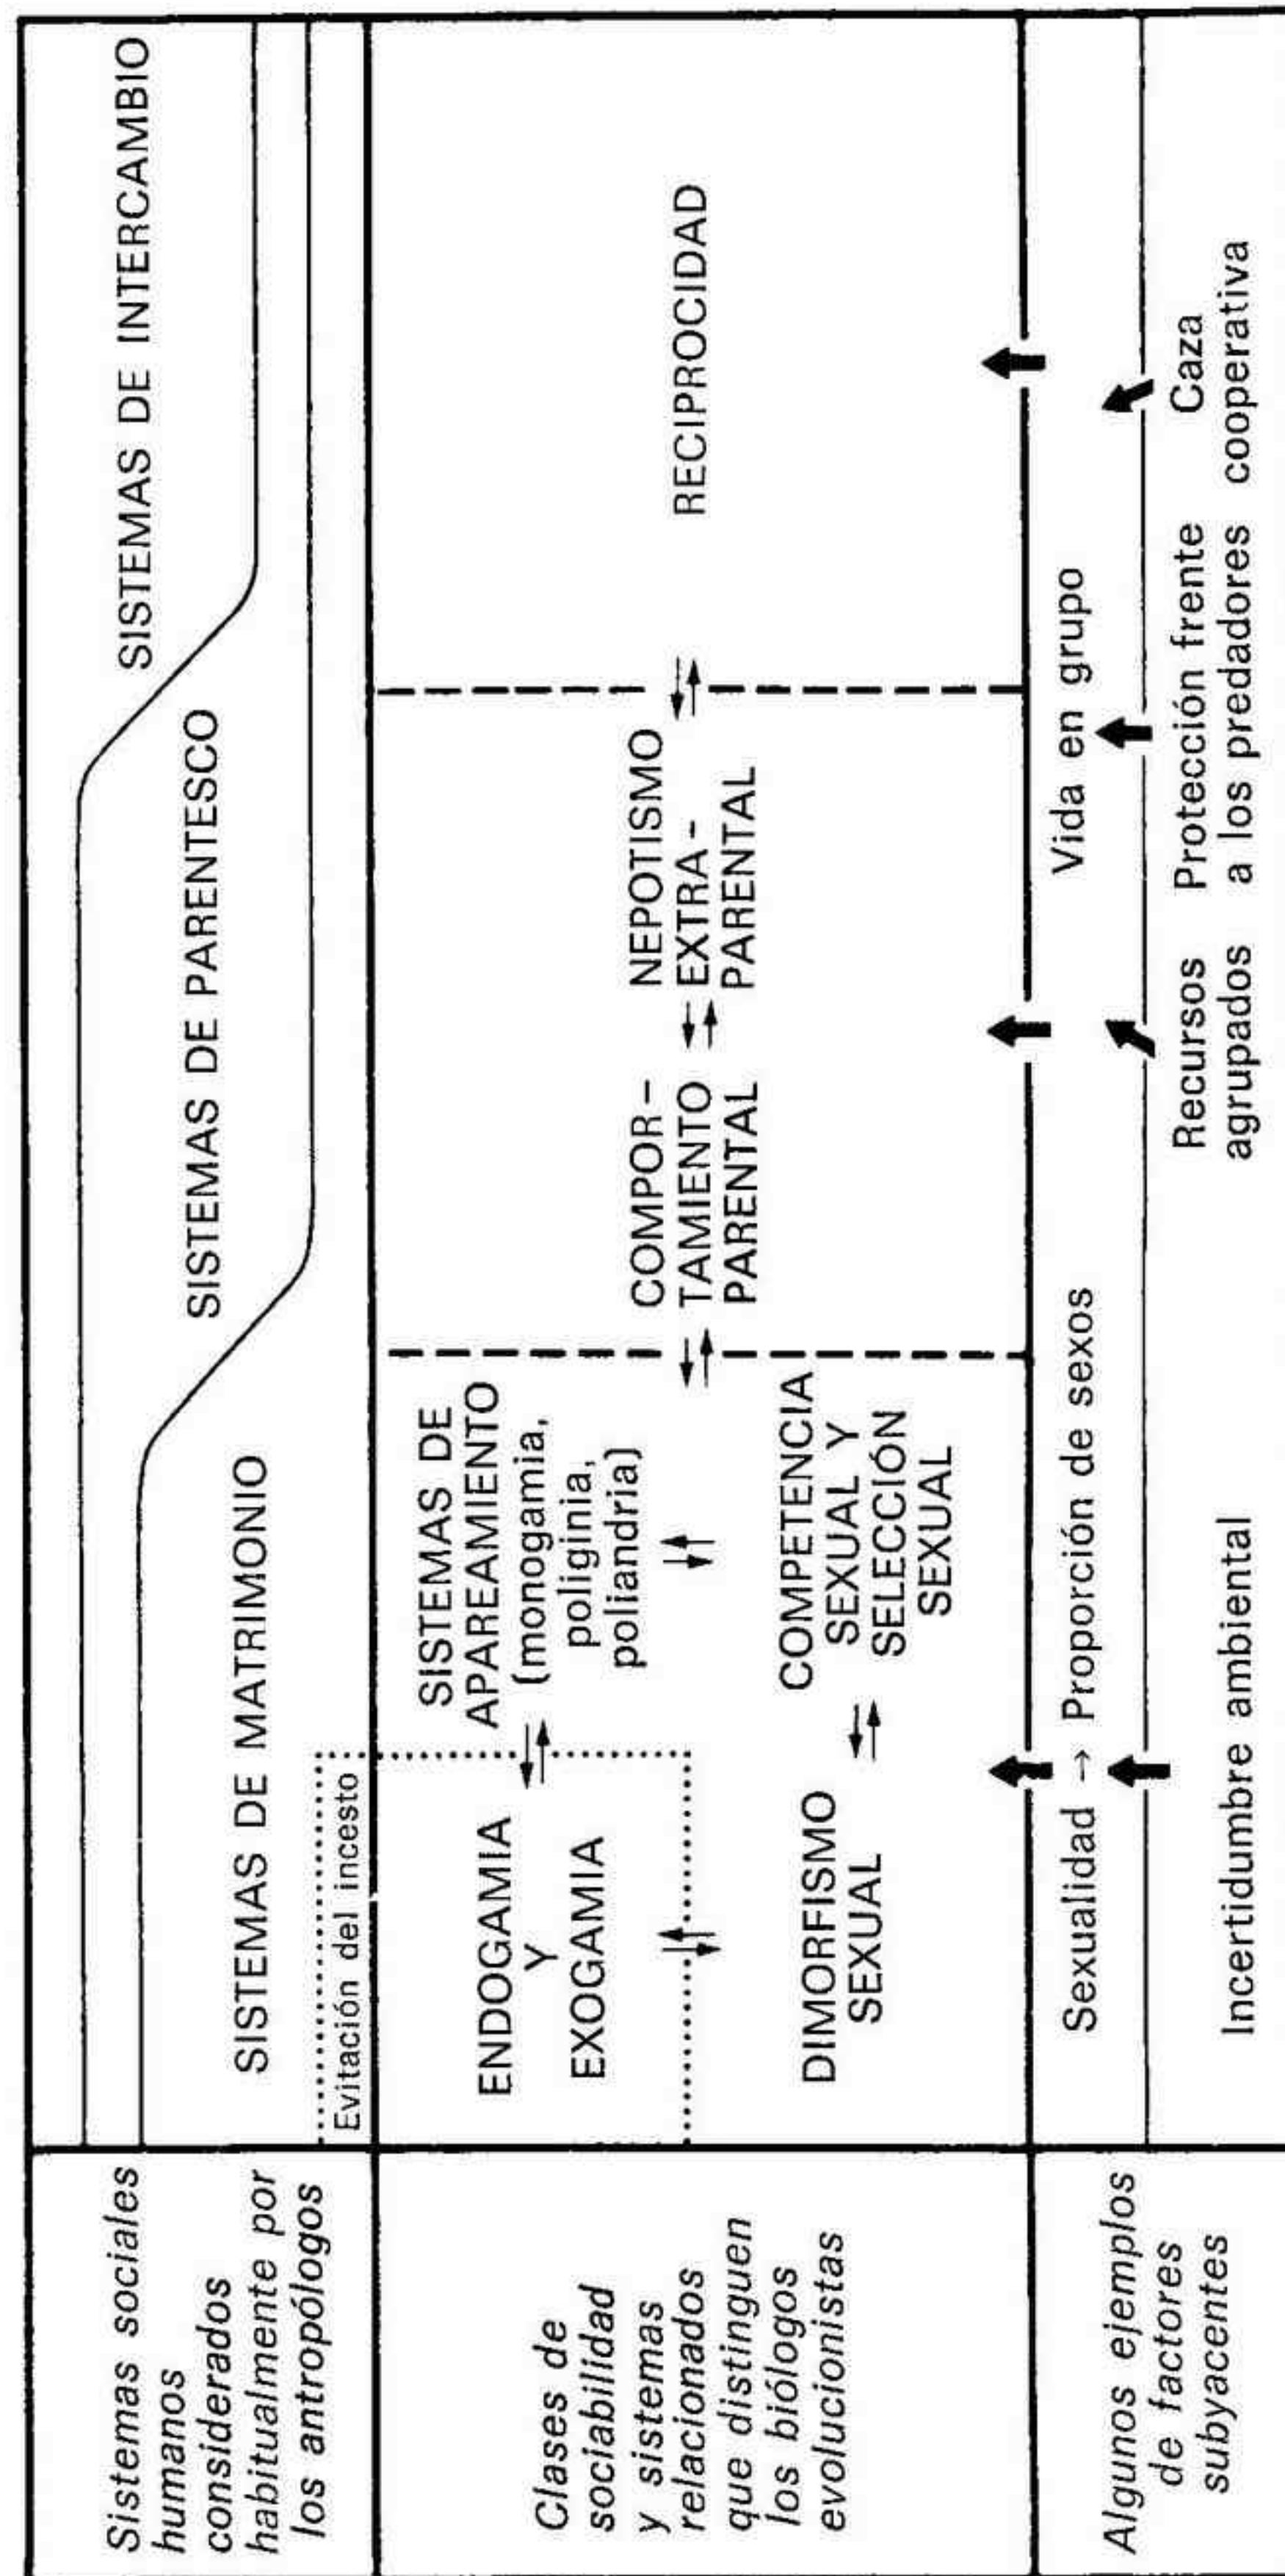 Sistemas sociales
humanos
considerados
habitualmente por
los antropólogos
SISTEMAS DE INTERCAMBIO
SISTEMAS DE PARENTESCO
SISTEMAS DE MATRIMONIO
Evitación del incesto
Clases de
sociabilidad
y sistemas
relacionados
que distinguen
los biólogos
evolucionistas
ENDOGAMIA
Y
EXOGAMIA
SISTEMAS DE
APAREAMIENTO
(monogamia,
poliginia,
poliandria)
DIMORFISMO
SEXUAL
COMPETENCIA
SEXUAL Y
SELECCIÓN
SEXUAL
COMPOR–
TAMIENTO
PARENTAL
NEPOTISMO
EXTRA–
PARENTAL
RECIPROCIDAD
Algunos ejemplos
de factores
subyacentes
Sexualidad → Proporción de sexos
Vida en grupo
Incertidumbre ambiental
Recursos
agrupados
Protección frente
a los predadores
Caza
cooperativa